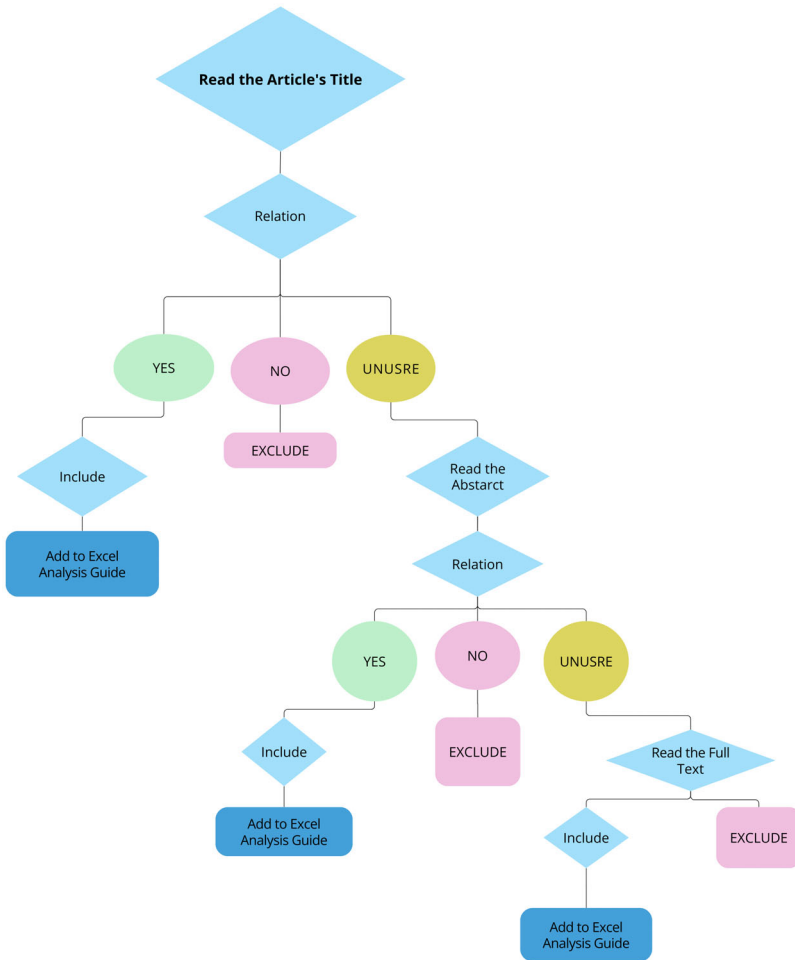 Read the Article's Title
Relation
YES
NO
UNUSRE
EXCLUDE
Include
Read the
Abstarct
Add to Excel
Analysis Guide
Relation
YES
NO
UNUSRE
Include
EXCLUDE
Read the Full
Text
Add to Excel
Analysis Guide
Include
EXCLUDE
Add to Excel
Analysis Guide